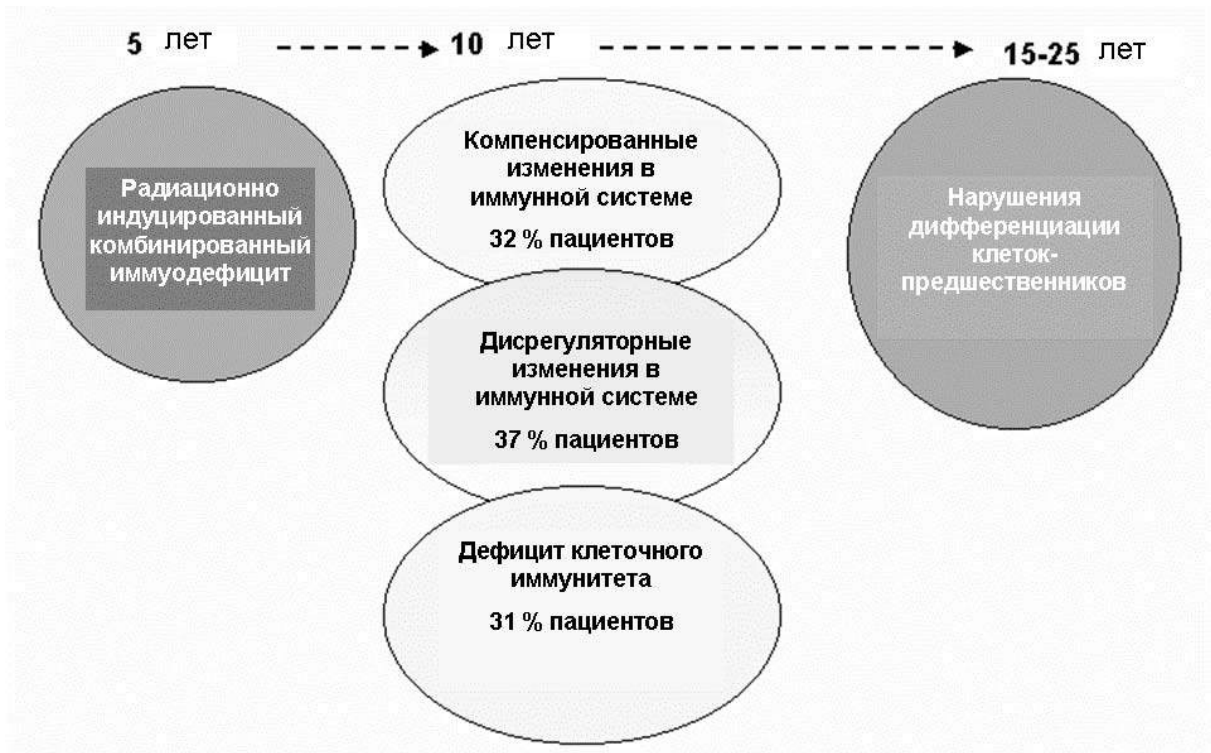 5 лет 10 лет 15-25 лет
Радиационно
индуцированный
комбинированный
иммуодефицит
Компенсированные
изменения в
иммунной системе
32 % пациентов
Дисрегуляторные
изменения в
иммунной системе
37 % пациентов
Дефицит клеточного
иммунитета
31 % пациентов
Нарушения
дифференциации
клеток-
предшественников